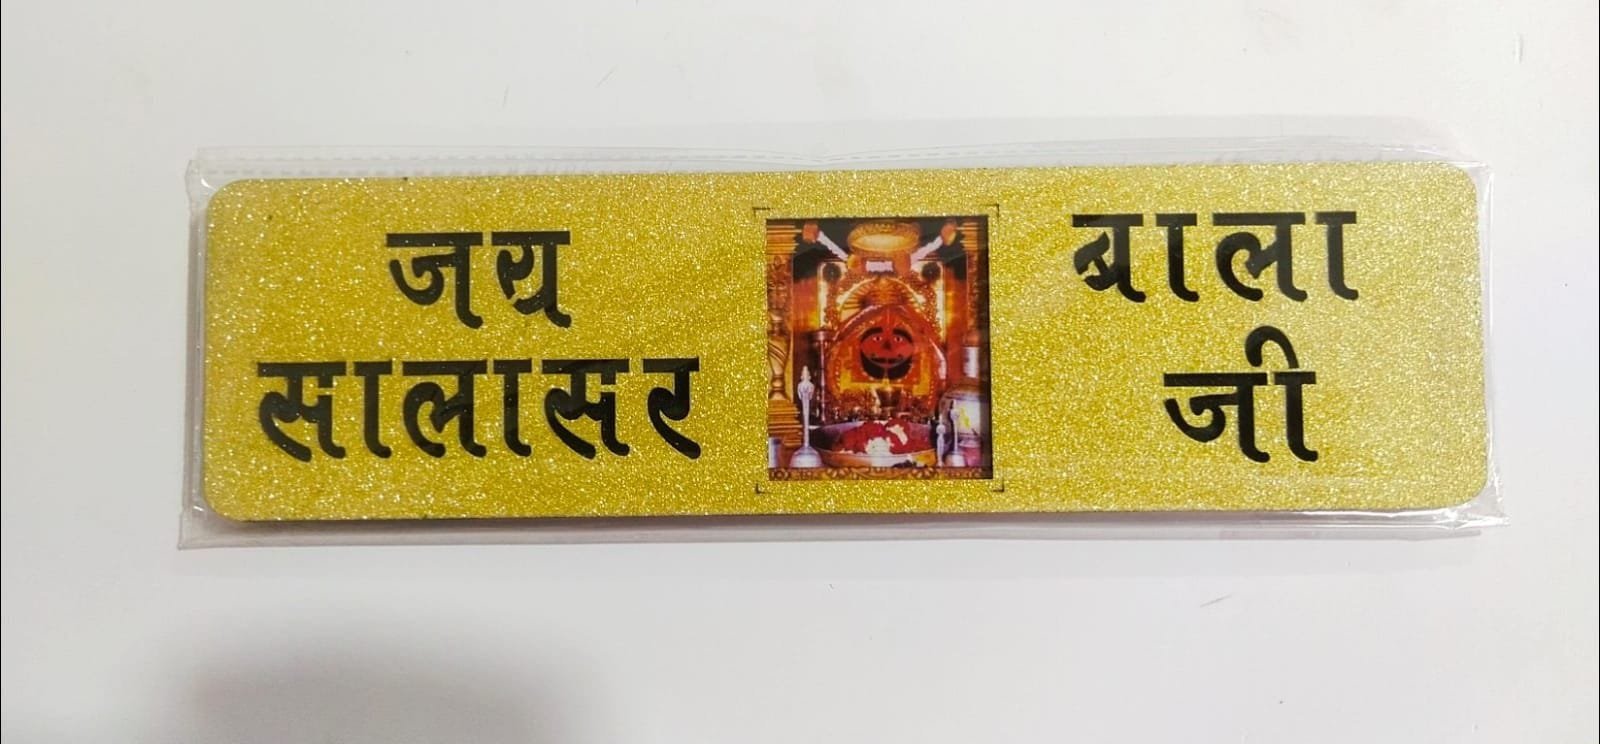 जय
सालासर
बाला
जी